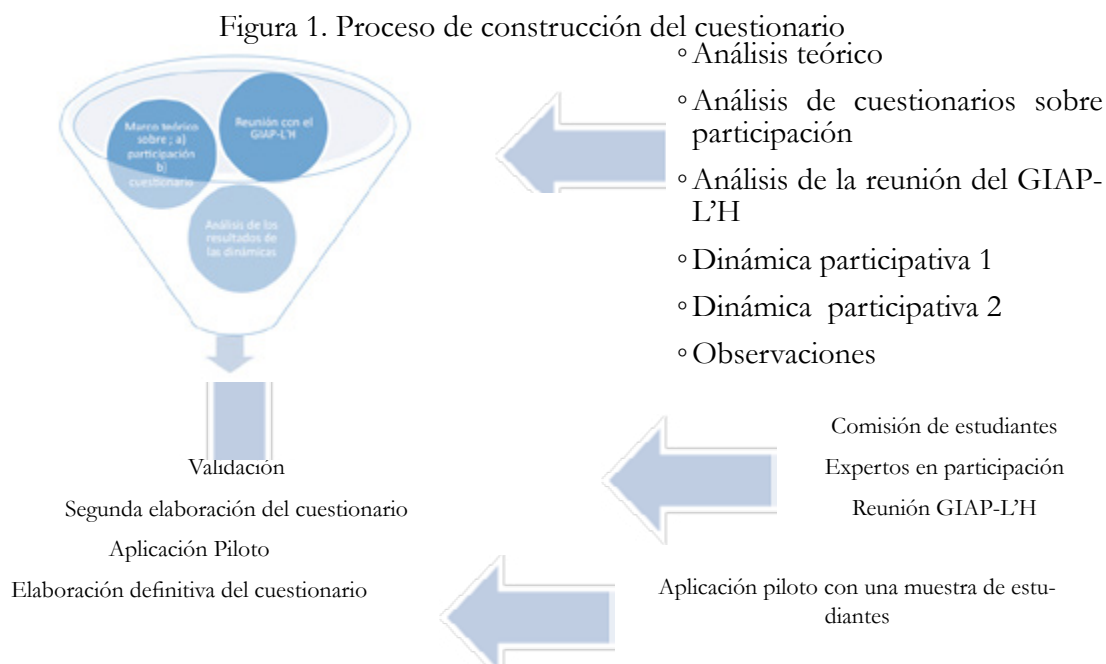 Figura 1. Proceso de construcción del cuestionario
Marco teórico
sobre ; a)
participación
b)
cuestionario
Reunión con el
GIAP-L'H
Análisis de los
resultados de
las dinámicas
◦ Análisis teórico
◦ Análisis de cuestionarios sobre
participación
◦ Análisis de la reunión del GIAP-
L’H
◦ Dinámica participativa 1
◦ Dinámica participativa 2
◦ Observaciones
Validación
Segunda elaboración del cuestionario
Aplicación Piloto
Elaboración definitiva del cuestionario
Comisión de estudiantes
Expertos en participación
Reunión GIAP-L’H
Aplicación piloto con una muestra de estu-
diantes